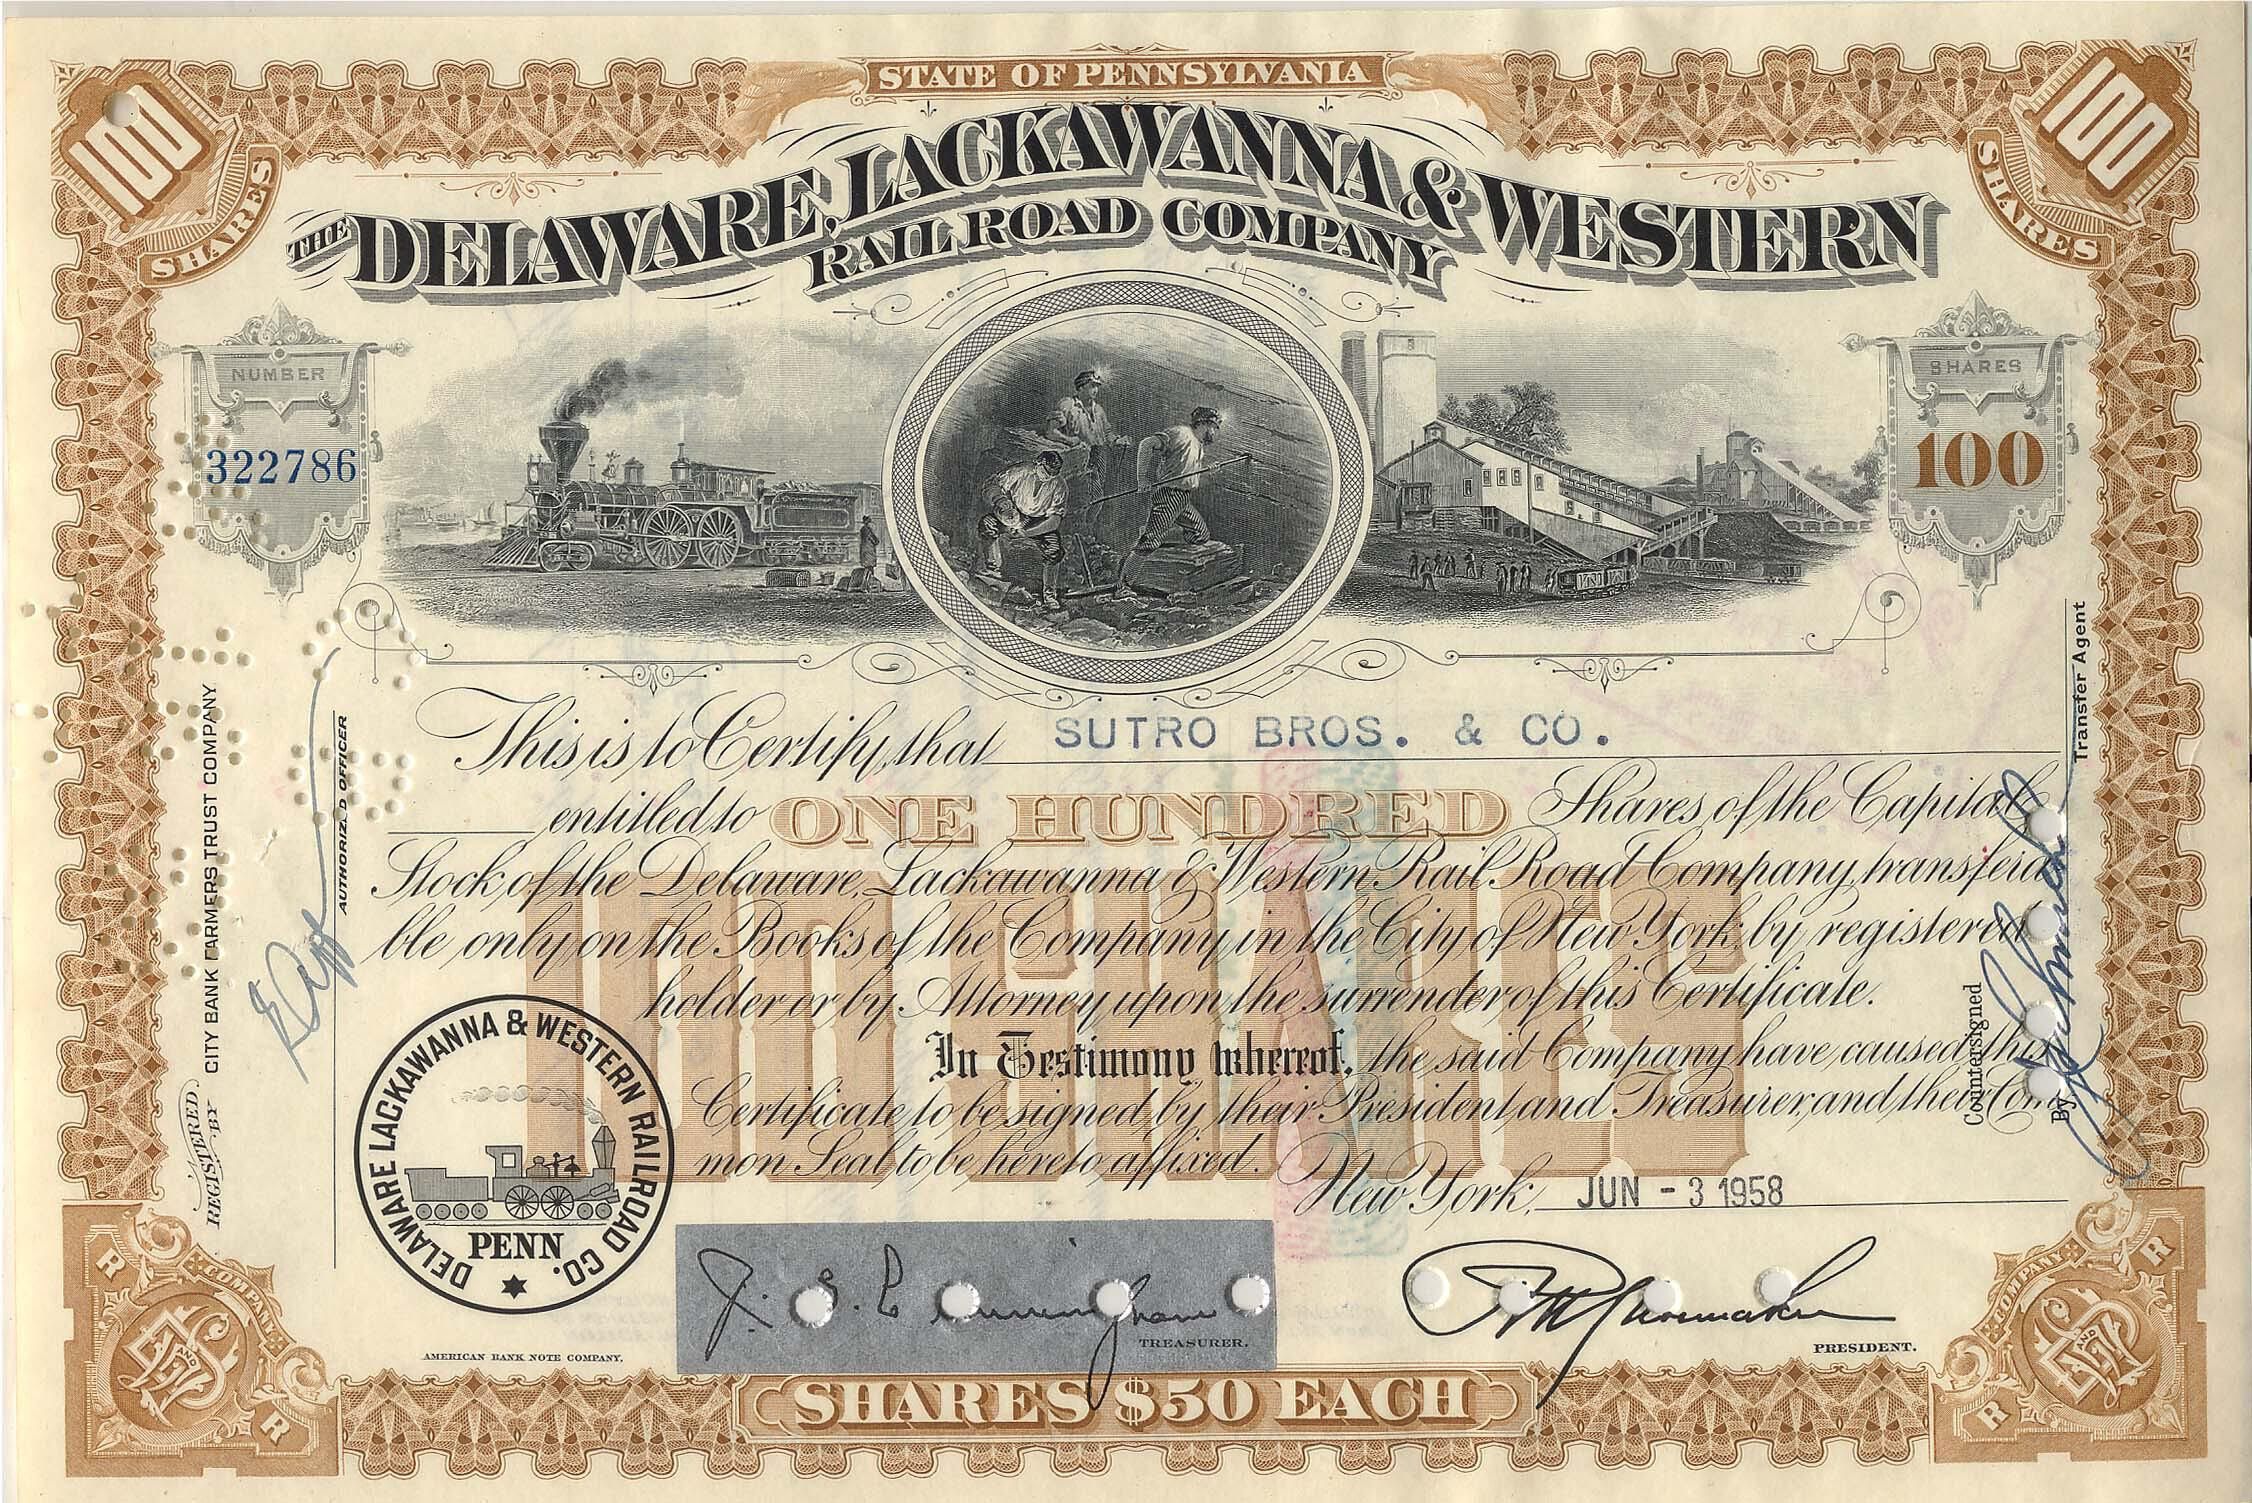 STATE OF PENNSYLVANIA
100 SHARES
100 SHARES
THE DELAWARE, LACKAWANNA & WESTERN
RAIL ROAD COMPANY
NUMBER
322786
SHARES
100
This is to Certify that SUTRO BROS. & CO.
entitled to ONE HUNDRED Shares of the Capital
Stock of the Delaware, Lackawanna & Western Rail Road Company, transfera
ble only on the Books of the Company in the City of New York by registered
holder or by Attorney upon the surrender of this Certificate.
In Testimony whereof, the said Company have caused this
Certificate to be signed by their President and Treasurer, and their Com
mon Seal to be hereto affixed.
New York, JUN - 3 1958
100 SHARES
REGISTERED.
BY CITY BANK FARMERS TRUST COMPANY
AUTHORIZED OFFICER
Countersigned
By
Transfer Agent
DELAWARE LACKAWANNA & WESTERN RAILROAD CO.
PENN
J. G. Cunningham
TREASURER.
PRESIDENT.
AMERICAN BANK NOTE COMPANY.
SHARES $50 EACH
R R COMPANY
R R COMPANY